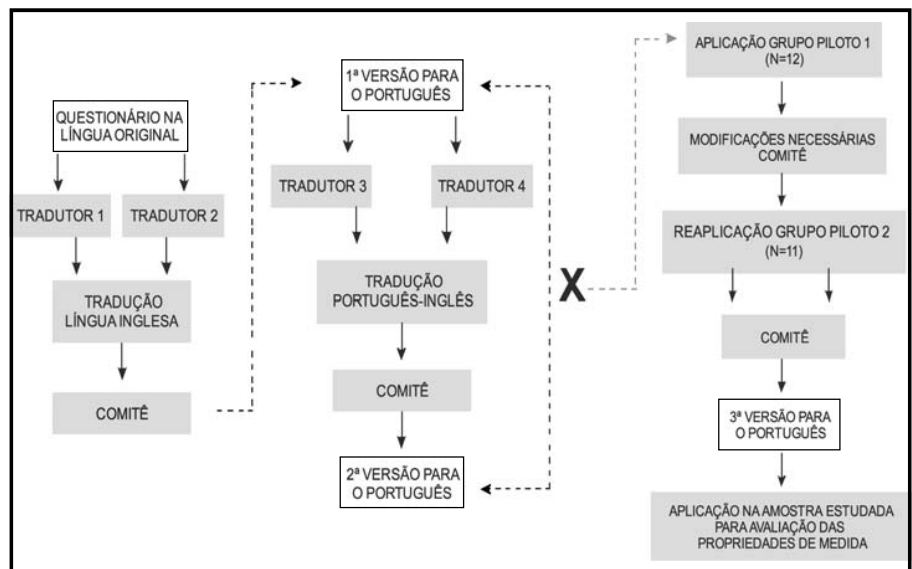 QUESTIONÁRIO NA
LÍNGUA ORIGINAL
TRADUTOR 1
TRADUTOR 2
TRADUÇÃO
LÍNGUA INGLESA
COMITÊ
1ª VERSÃO PARA
O PORTUGUÊS
TRADUTOR 3
TRADUTOR 4
TRADUÇÃO
PORTUGUÊS-INGLÊS
COMITÊ
2ª VERSÃO PARA
O PORTUGUÊS
X
APLICAÇÃO GRUPO PILOTO 1
(N=12)
MODIFICAÇÕES NECESSÁRIAS
COMITÊ
REAPLICAÇÃO GRUPO PILOTO 2
(N=11)
COMITÊ
3ª VERSÃO PARA
O PORTUGUÊS
APLICAÇÃO NA AMOSTRA ESTUDADA
PARA AVALIAÇÃO DAS
PROPRIEDADES DE MEDIDA